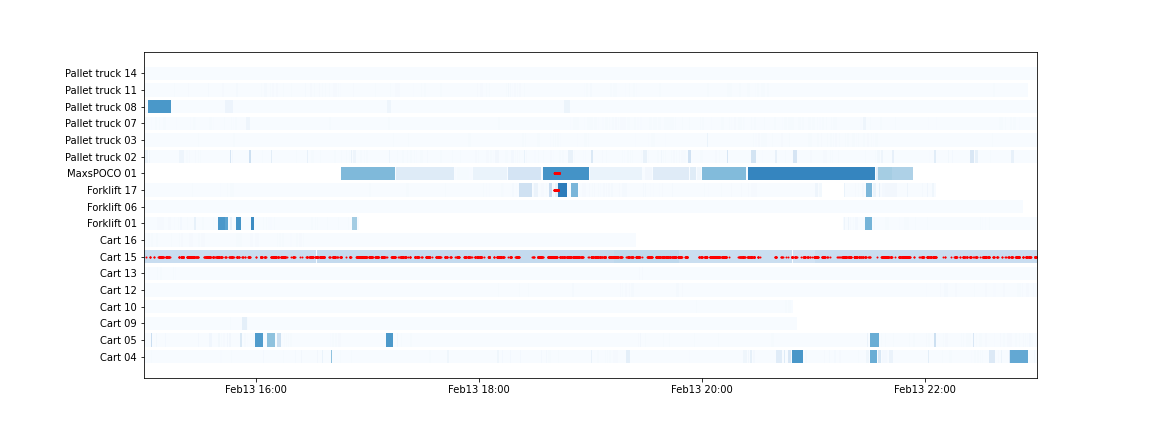 Pallet truck 14
Pallet truck 11
Pallet truck 08
Pallet truck 07
Pallet truck 03
Pallet truck 02
MaxsPOCO 01
Forklift 17
Forklift 06
Forklift 01
Cart 16
Cart 15
Cart 13
Cart 12
Cart 10
Cart 09
Cart 05
Cart 04
Feb13 16:00 Feb13 18:00 Feb13 20:00 Feb13 22:00